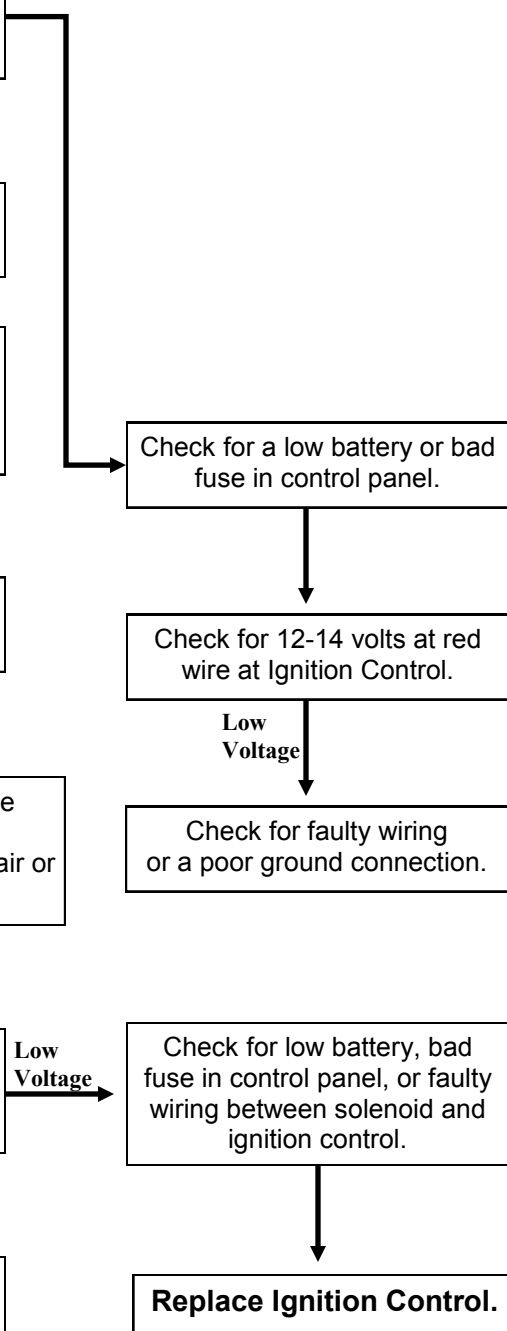 Check for a low battery or bad
fuse in control panel.
Check for 12-14 volts at red
wire at Ignition Control.
Low
Voltage
Check for faulty wiring
or a poor ground connection.
e
air or
Low
Voltage
Check for low battery, bad
fuse in control panel, or faulty
wiring between solenoid and
ignition control.
Replace Ignition Control.